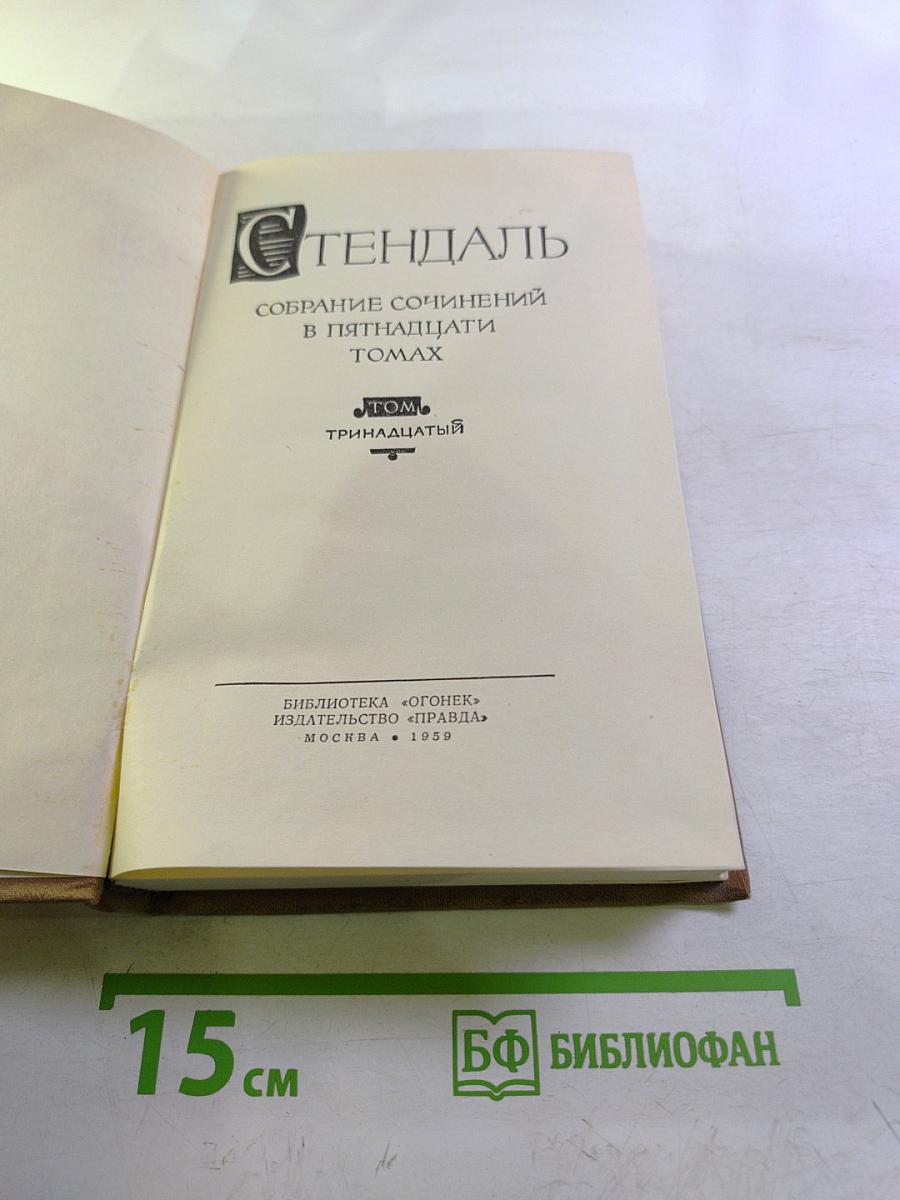 СТЕНДАЛЬ
СОБРАНИЕ СОЧИНЕНИЙ
В ПЯТНАДЦАТИ
ТОМАХ
ТОМ
ТРИНАДЦАТЫЙ
БИБЛИОТЕКА «ОГОНЕК»
ИЗДАТЕЛЬСТВО «ПРАВДА»
МОСКВА • 1959
15 см
БФ БИБЛИОФАН